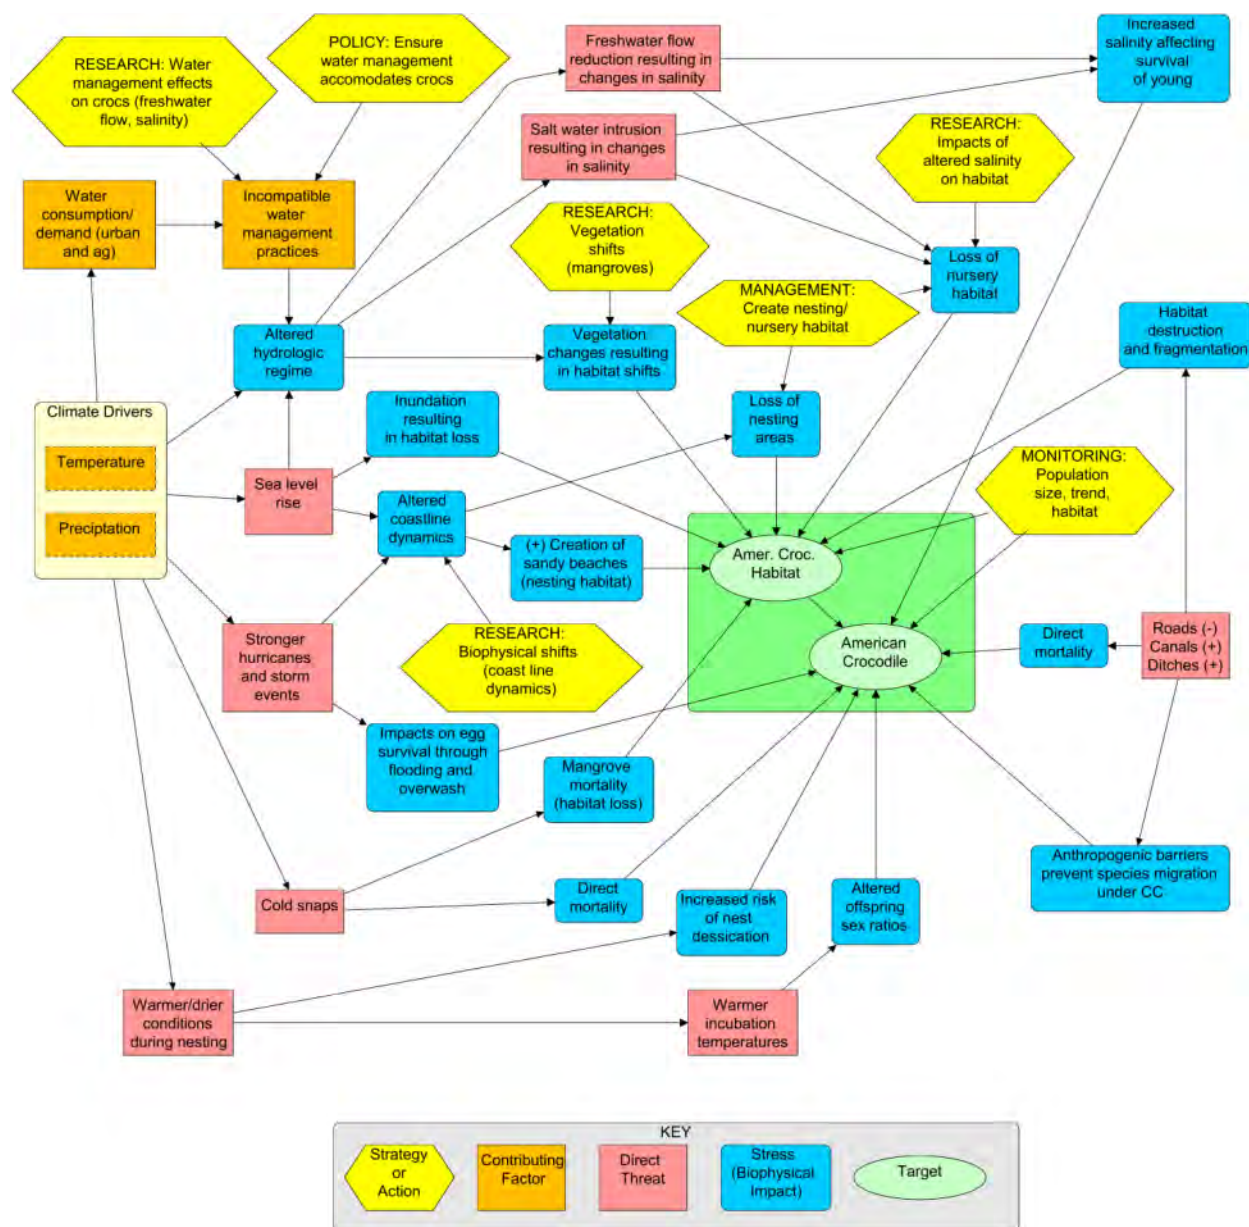 RESEARCH: Water
management effects
on crocs (freshwater
flow, salinity)
POLICY: Ensure
water management
accomodates crocs
Freshwater flow
reduction resulting in
changes in salinity
Increased
salinity affecting
survival
of young
Salt water intrusion
resulting in changes
in salinity
RESEARCH:
Impacts of
altered salinity
on habitat
Water
consumption/
demand (urban
and ag)
Incompatible
water
management
practices
RESEARCH:
Vegetation
shifts
(mangroves)
Loss of
nursery
habitat
MANAGEMENT:
Create nesting/
nursery habitat
Habitat
destruction
and fragmentation
Altered
hydrologic
regime
Vegetation
changes resulting
in habitat shifts
Climate Drivers
Temperature
Preciptation
Inundation
resulting
in habitat loss
Loss of
nesting
areas
Sea level
rise
Altered
coastline
dynamics
MONITORING:
Population
size, trend,
habitat
(+) Creation of
sandy beaches
(nesting habitat)
Amer. Croc.
Habitat
American
Crocodile
Stronger
hurricanes
and storm
events
RESEARCH:
Biophysical shifts
(coast line
dynamics)
Direct
mortality
Roads (-)
Canals (+)
Ditches (+)
Impacts on egg
survival through
flooding and
overwash
Mangrove
mortality
(habitat loss)
Anthropogenic barriers
prevent species migration
under CC
Cold snaps
Direct
mortality
Increased risk
of nest
dessication
Altered
offspring
sex ratios
Warmer/drier
conditions
during nesting
Warmer
incubation
temperatures
KEY
Strategy
or
Action
Contributing
Factor
Direct
Threat
Stress
(Biophysical
Impact)
Target